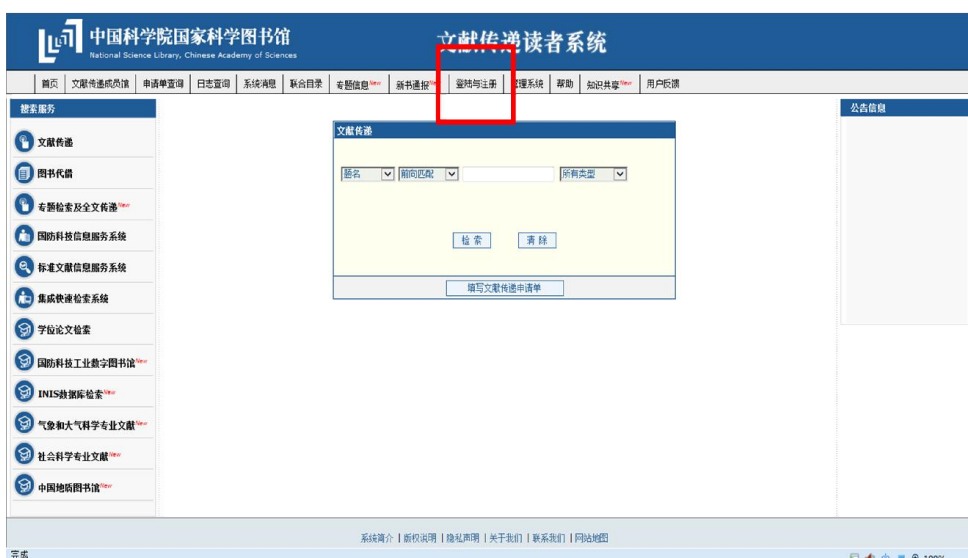 中国科学院国家科学图书馆
National Science Library, Chinese Academy of Sciences
文献传递读者系统
首页 文献传递成员馆 申请单查询 日志查询 系统消息 联合目录 专题信息New 新书通报New 登陆与注册 管理系统 帮助 知识共享New 用户反馈
搜索服务
文献传递
图书代借
专题检索及全文传递New
国防科技信息服务系统
标准文献信息服务系统
集成快速检索系统
学位论文检索
国防科技工业数字图书馆New
INIS数据库检索New
气象和大气科学专业文献New
社会科学专业文献New
中国地质图书馆New
文献传递
题名 前向匹配 所有类型
检索 清除
填写文献传递申请单
公告信息
系统简介 | 版权说明 | 隐私声明 | 关于我们 | 联系我们 | 网站地图
完成
100%